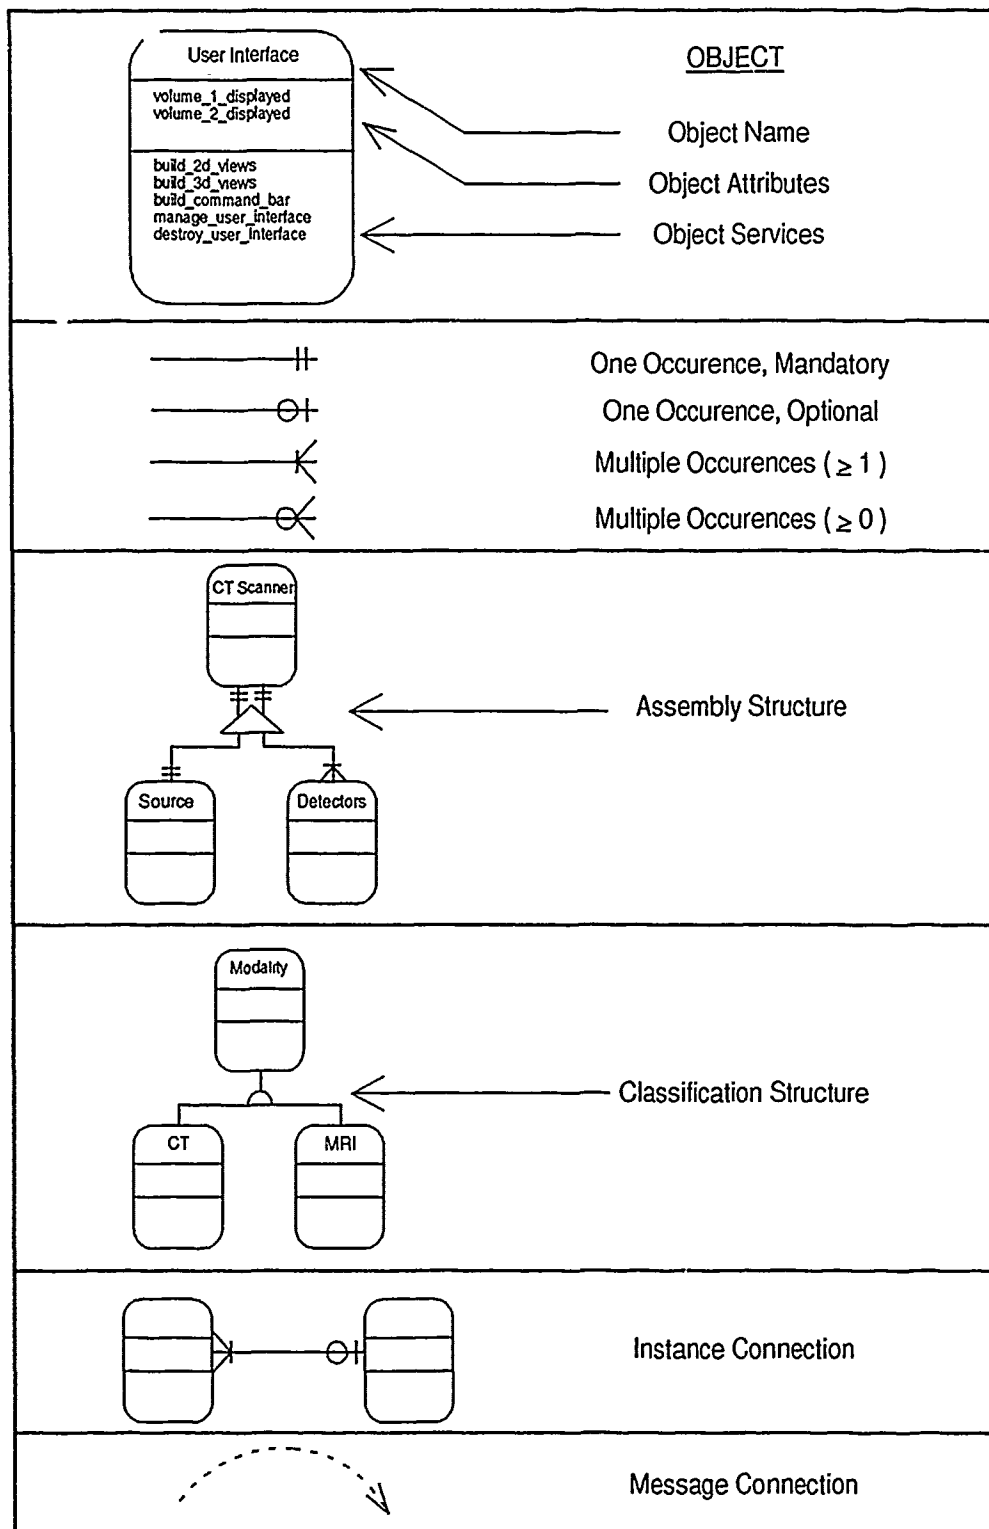 User Interface
OBJECT
volume_1_displayed
volume_2_displayed
Object Name
build_2d_views
build_3d_views
build_command_bar
manage_user_interface
destroy_user_interface
Object Attributes
Object Services
One Occurence, Mandatory
One Occurence, Optional
Multiple Occurences ( ≥ 1 )
Multiple Occurences ( ≥ 0 )
CT Scanner
Assembly Structure
Source
Detectors
Modality
Classification Structure
CT
MRI
Instance Connection
Message Connection